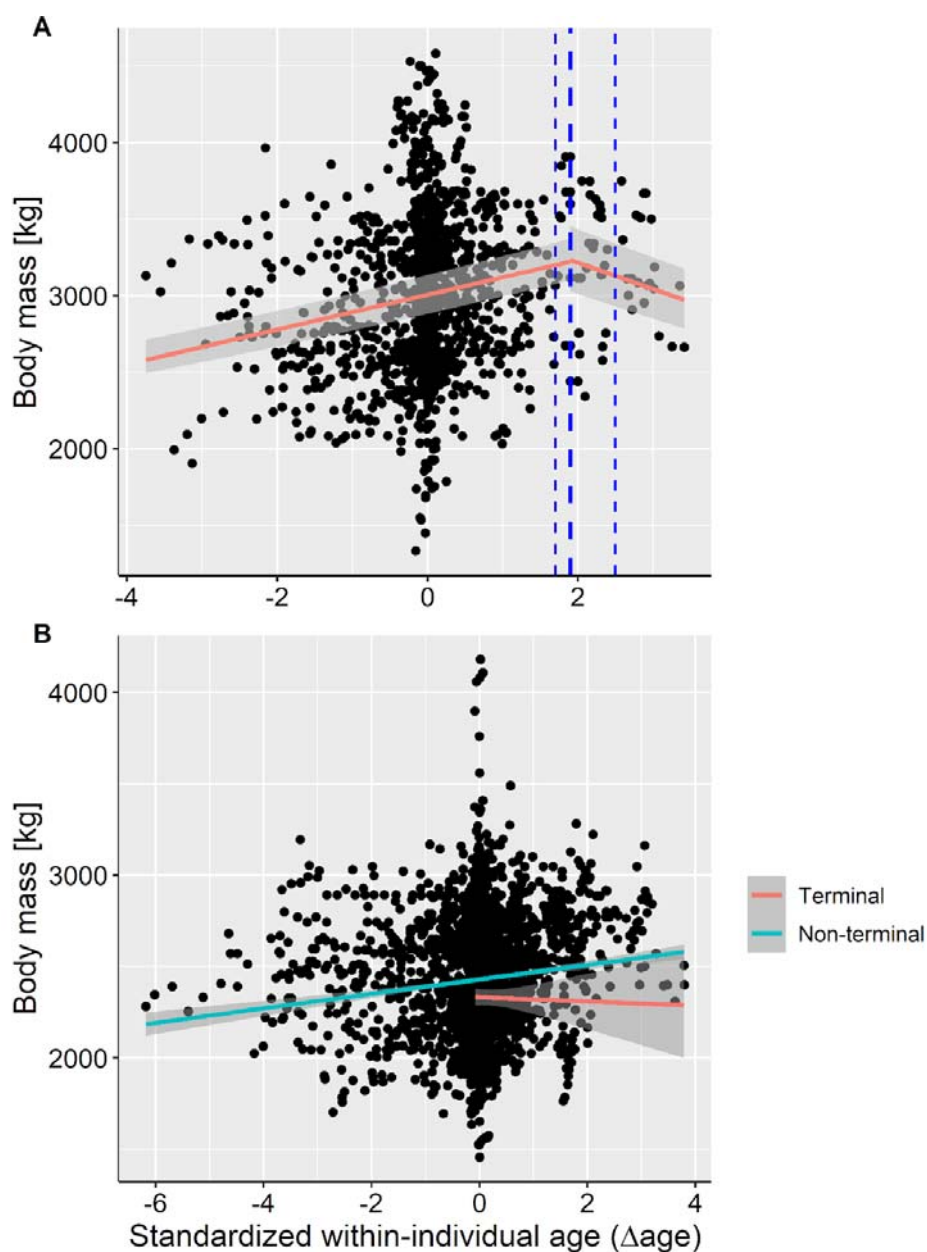 A
4000
3000
2000
Body mass [kg]
-4
-2
0
2
B
4000
3000
2000
Body mass [kg]
Terminal
Non-terminal
-6
-4
-2
0
2
4
Standardized within-individual age (Δage)